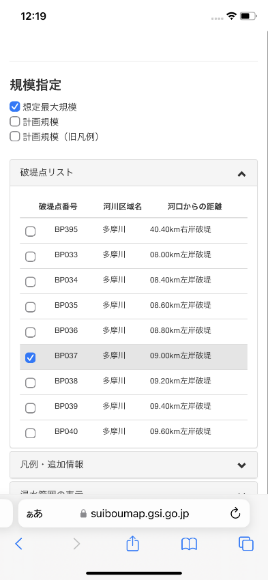 12:19
規模指定
想定最大規模
計画規模
計画規模（旧凡例）
破堤点リスト
破堤点番号 河川区域名 河口からの距離
BP395 多摩川 40.40km右岸破堤
BP033 多摩川 08.00km左岸破堤
BP034 多摩川 08.40km左岸破堤
BP035 多摩川 08.60km左岸破堤
BP036 多摩川 08.80km左岸破堤
BP037 多摩川 09.00km左岸破堤
BP038 多摩川 09.20km左岸破堤
BP039 多摩川 09.40km左岸破堤
BP040 多摩川 09.60km左岸破堤
凡例・追加情報
浸水範囲の表示
ぁあ suiboumap.gsi.go.jp